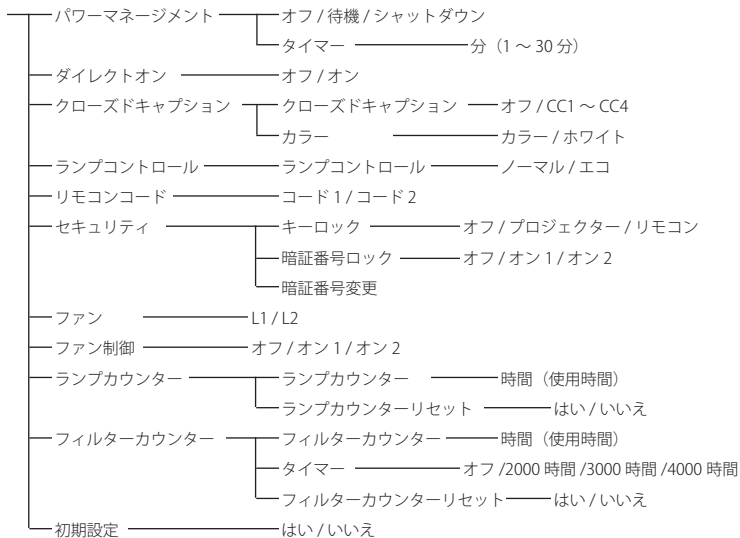 パワーマネージメント オフ / 待機 / シャットダウン
タイマー 分（1 ～ 30 分）
ダイレクトオン オフ / オン
クローズドキャプション クローズドキャプション オフ / CC1 ～ CC4
カラー カラー / ホワイト
ランプコントロール ランプコントロール ノーマル / エコ
リモコンコード コード 1 / コード 2
セキュリティ キーロック オフ / プロジェクター / リモコン
暗証番号ロック オフ / オン 1 / オン 2
暗証番号変更
ファン L1 / L2
ファン制御 オフ / オン 1 / オン 2
ランプカウンター ランプカウンター 時間（使用時間）
ランプカウンターリセット はい / いいえ
フィルターカウンター フィルターカウンター 時間（使用時間）
タイマー オフ /2000 時間 /3000 時間 /4000 時間
フィルターカウンターリセット はい / いいえ
初期設定 はい / いいえ